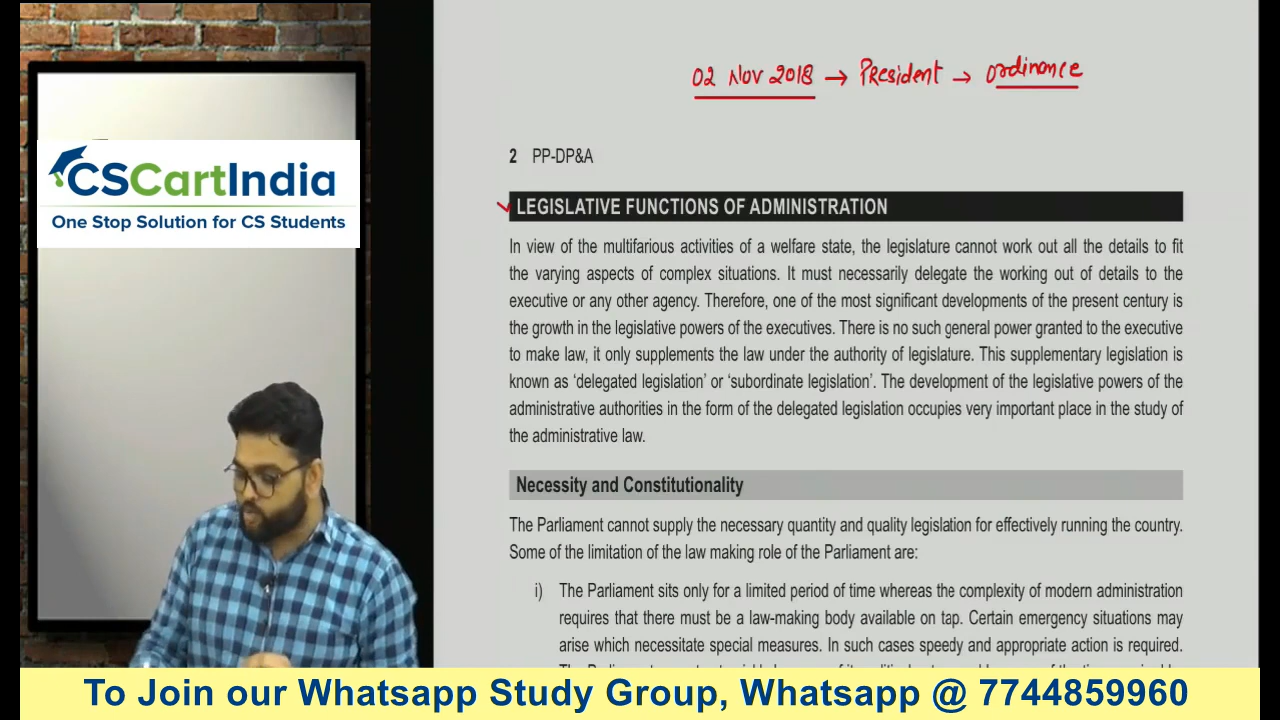 CSCartIndia
One Stop Solution for CS Students
02 Nov 2018 → President → ordinance
2 PP-DP&A
LEGISLATIVE FUNCTIONS OF ADMINISTRATION
In view of the multifarious activities of a welfare state, the legislature cannot work out all the details to fit
the varying aspects of complex situations. It must necessarily delegate the working out of details to the
executive or any other agency. Therefore, one of the most significant developments of the present century is
the growth in the legislative powers of the executives. There is no such general power granted to the executive
to make law, it only supplements the law under the authority of legislature. This supplementary legislation is
known as ‘delegated legislation’ or ‘subordinate legislation’. The development of the legislative powers of the
administrative authorities in the form of the delegated legislation occupies very important place in the study of
the administrative law.
Necessity and Constitutionality
The Parliament cannot supply the necessary quantity and quality legislation for effectively running the country.
Some of the limitation of the law making role of the Parliament are:
i) The Parliament sits only for a limited period of time whereas the complexity of modern administration
requires that there must be a law-making body available on tap. Certain emergency situations may
arise which necessitate special measures. In such cases speedy and appropriate action is required.
To Join our Whatsapp Study Group, Whatsapp @ 7744859960